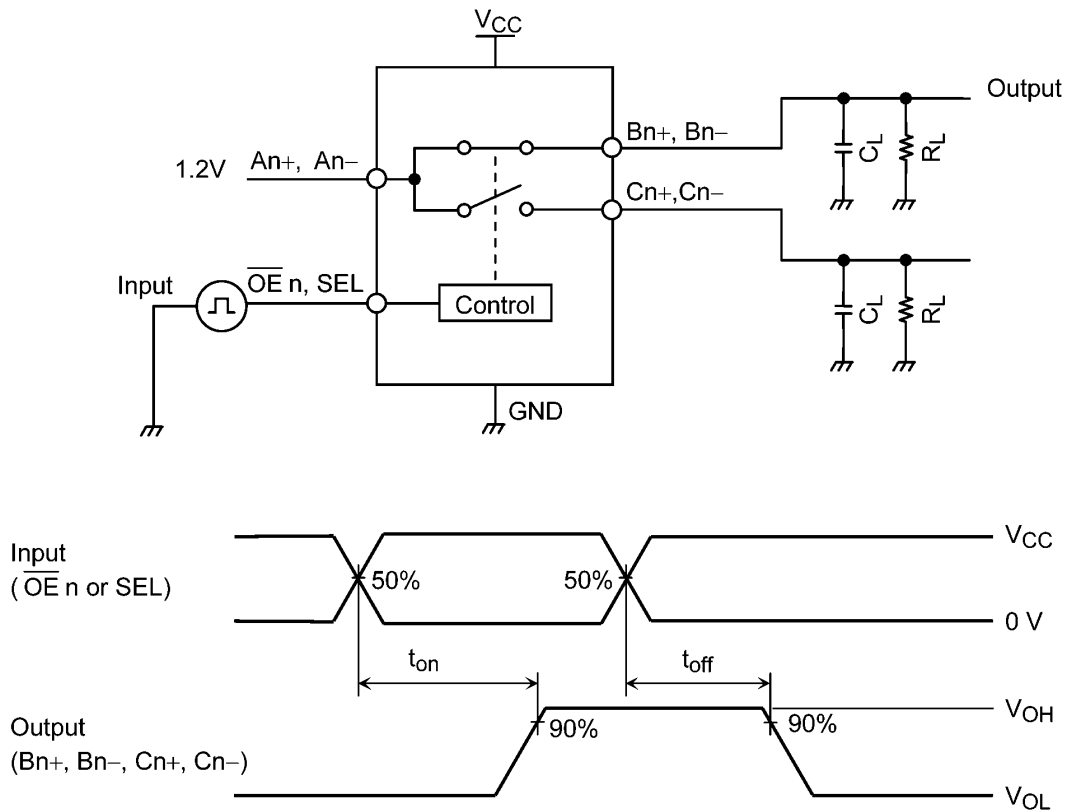 VCC
Output
Bn+, Bn−
CL
RL
1.2V
An+, An−
Cn+,Cn−
Input
OE n, SEL
Control
CL
RL
GND
Input
( OE n or SEL)
50%
50%
VCC
0 V
ton
toff
Output
(Bn+, Bn−, Cn+, Cn−)
90%
90%
VOH
VOL